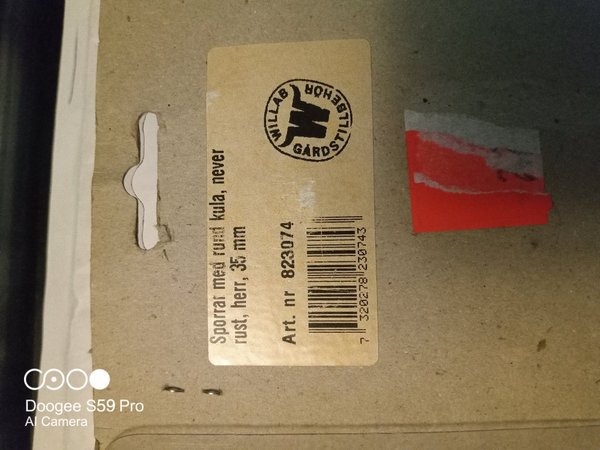 WILLAB
GÅRDSTILLBEHÖR
W
Sporrar med rund kula, never
rust, herr, 35 mm
Art. nr 823074
7 320278 230743
Doogee S59 Pro
AI Camera